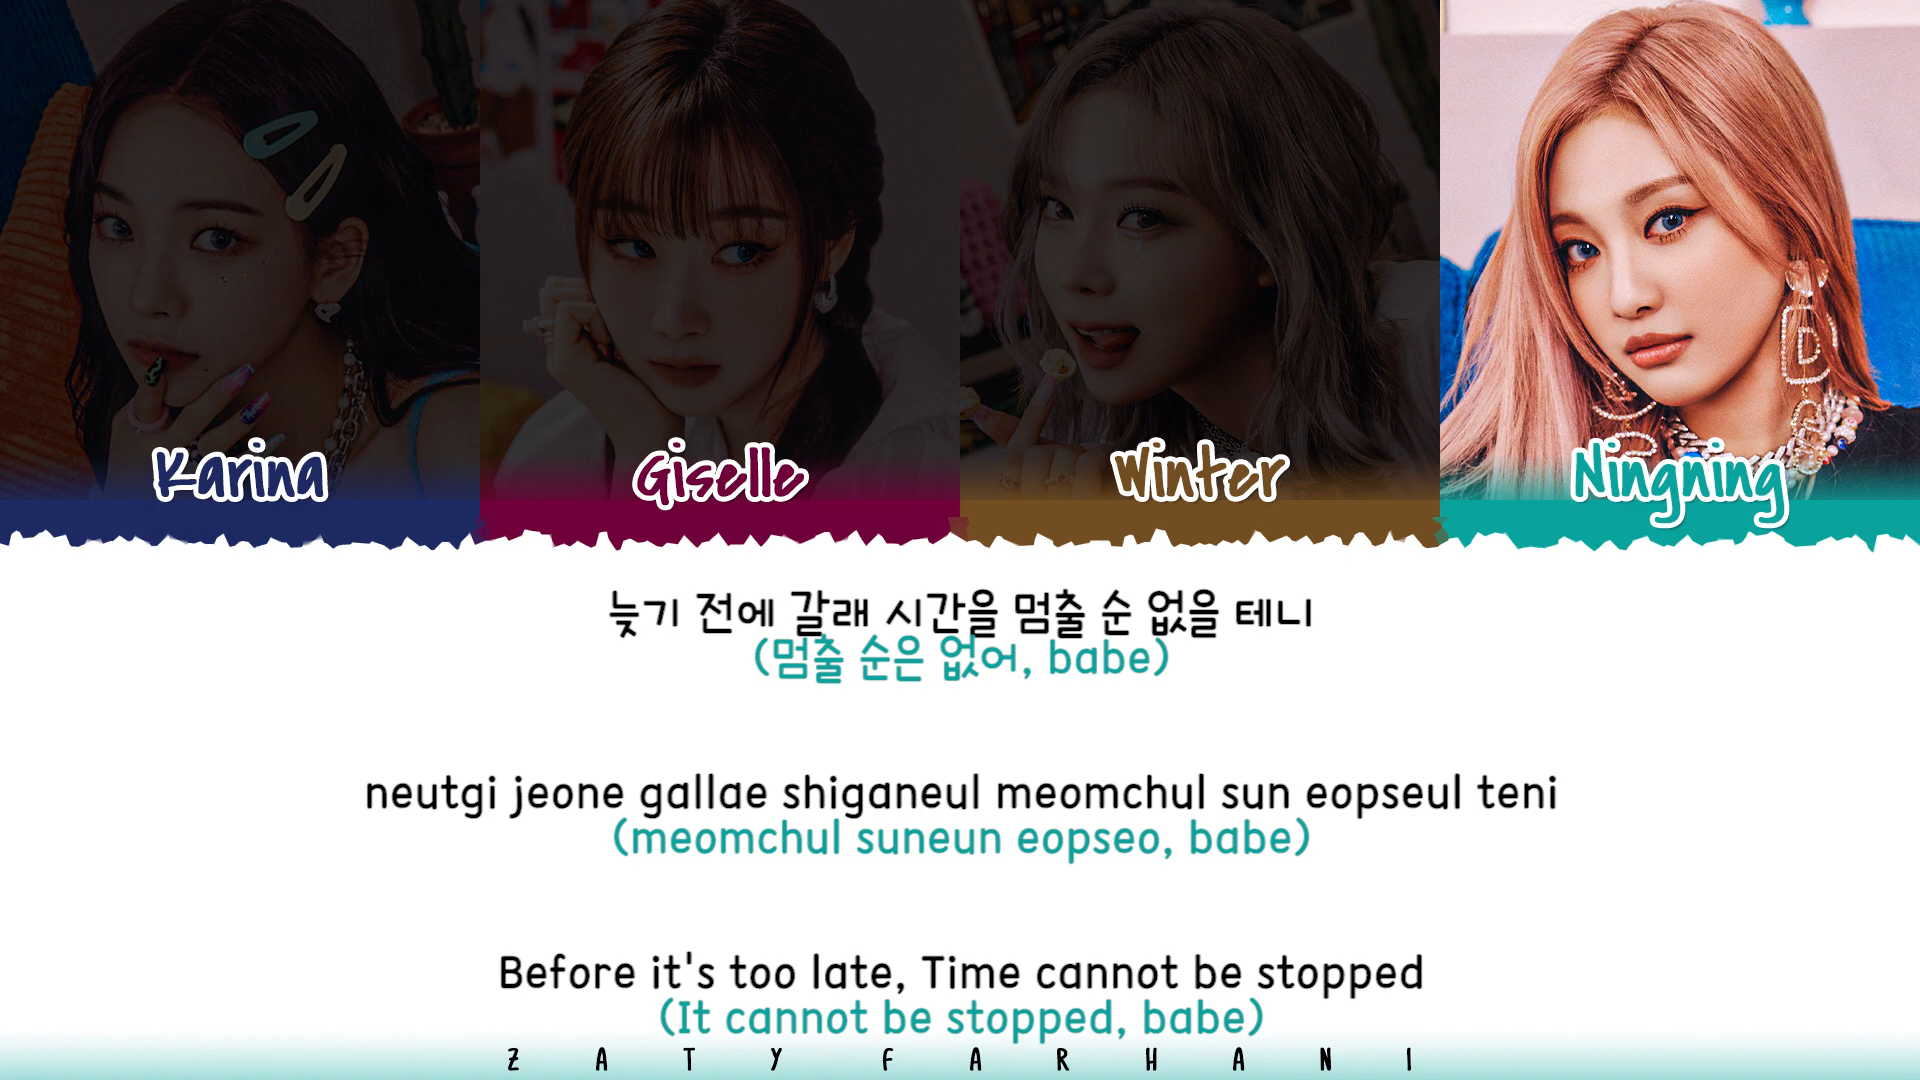 Karina
Giselle
Winter
Ningning
늦기 전에 갈래 시간을 멈출 순 없을 테니
(멈출 순은 없어, babe)
neutgi jeone gallae shiganeul meomchul sun eopseul teni
(meomchul suneun eopseo, babe)
Before it's too late, Time cannot be stopped
(It cannot be stopped, babe)
ZATY FARHANI